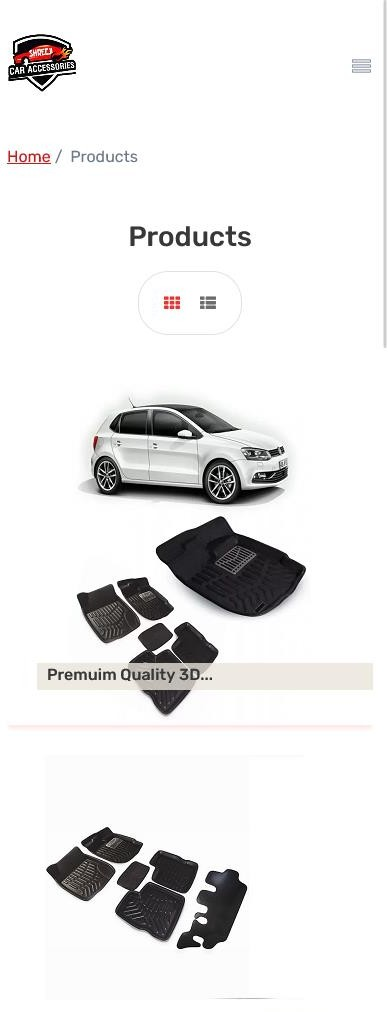 SHREEJI
CAR ACCESSORIES
Home / Products
Products
Premuim Quality 3D...